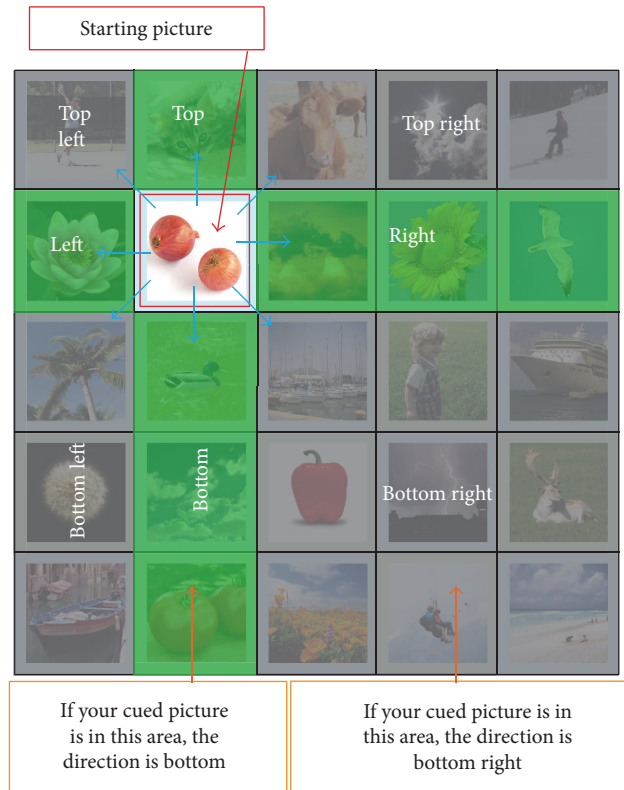 Starting picture
Top
left
Top
Top right
Left
Right
Bottom left
Bottom
Bottom right
If your cued picture
is in this area, the
direction is bottom
If your cued picture is in
this area, the direction is
bottom right